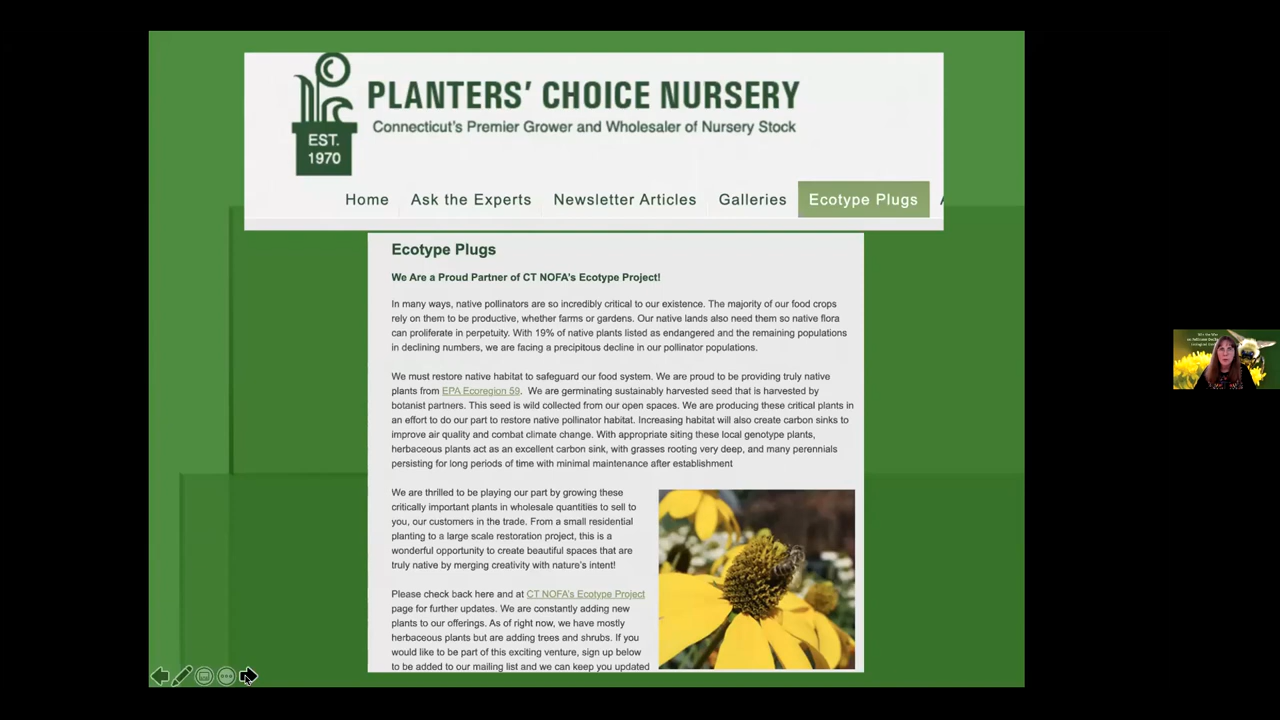 PLANTERS' CHOICE NURSERY
Connecticut's Premier Grower and Wholesaler of Nursery Stock
EST.
1970
Home Ask the Experts Newsletter Articles Galleries Ecotype Plugs
Ecotype Plugs
We Are a Proud Partner of CT NOFA's Ecotype Project!
In many ways, native pollinators are so incredibly critical to our existence. The majority of our food crops
rely on them to be productive, whether farms or gardens. Our native lands also need them so native flora
can proliferate in perpetuity. With 19% of native plants listed as endangered and the remaining populations
in declining numbers, we are facing a precipitous decline in our pollinator populations.
We must restore native habitat to safeguard our food system. We are proud to be providing truly native
plants from EPA Ecoregion 59. We are germinating sustainably harvested seed that is harvested by
botanist partners. This seed is wild collected from our open spaces. We are producing these critical plants in
an effort to do our part to restore native pollinator habitat. Increasing habitat will also create carbon sinks to
improve air quality and combat climate change. With appropriate siting these local genotype plants,
herbaceous plants act as an excellent carbon sink, with grasses rooting very deep, and many perennials
persisting for long periods of time with minimal maintenance after establishment
We are thrilled to be playing our part by growing these
critically important plants in wholesale quantities to sell to
you, our customers in the trade. From a small residential
planting to a large scale restoration project, this is a
wonderful opportunity to create beautiful spaces that are
truly native by merging creativity with nature's intent!
Please check back here and at CT NOFA's Ecotype Project
page for further updates. We are constantly adding new
plants to our offerings. As of right now, we have mostly
herbaceous plants but are adding trees and shrubs. If you
would like to be part of this exciting venture, sign up below
to be added to our mailing list and we can keep you updated